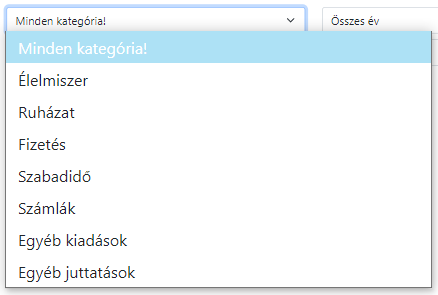 Minden kategória!
Összes év
Minden kategória!
Élelmiszer
Ruházat
Fizetés
Szabadidő
Számlák
Egyéb kiadások
Egyéb juttatások